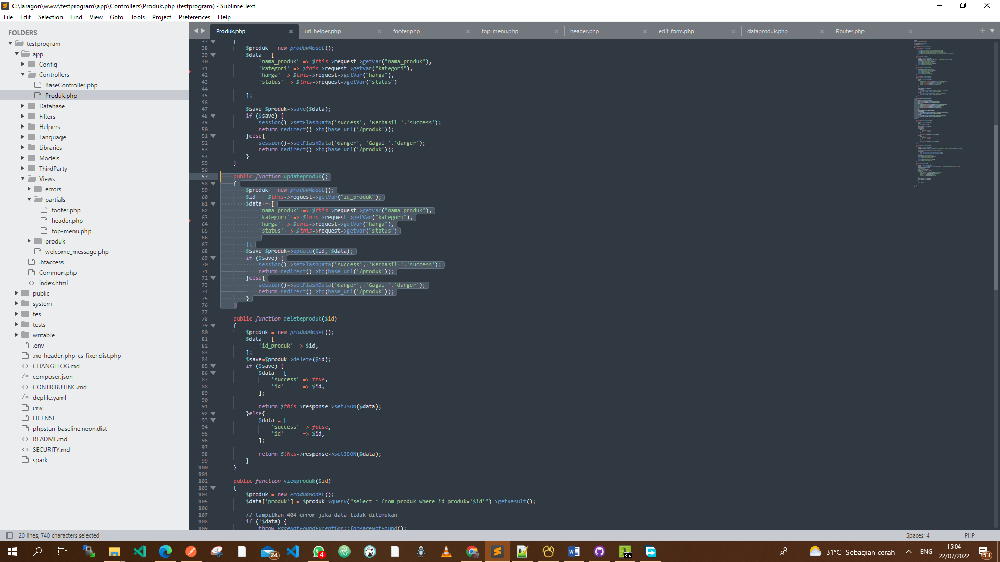 C:\laragon\www\testprogram\app\Controllers\Produk.php (testprogram) - Sublime Text
File Edit Selection Find View Goto Tools Project Preferences Help
FOLDERS
testprogram
app
Config
Controllers
BaseController.php
Produk.php
Database
Filters
Helpers
Language
Libraries
Models
ThirdParty
Views
errors
partials
footer.php
header.php
top-menu.php
produk
welcome_message.php
.htaccess
Common.php
index.html
public
system
tes
tests
writable
.env
.no-header.php-cs-fixer.dist.php
CHANGELOG.md
composer.json
CONTRIBUTING.md
depfile.yaml
env
LICENSE
phpstan-baseline.neon.dist
README.md
SECURITY.md
spark
Produk.php url_helper.php footer.php top-menu.php header.php edit-form.php dataproduk.php Routes.php
37 {
38 $produk = new produkModel();
39 $data = [
40 'nama_produk' => $this->request->getVar("nama_produk"),
41 'kategori' => $this->request->getVar("kategori"),
42 'harga' => $this->request->getVar("harga"),
43 'status' => $this->request->getVar("status")
44
45 ];
46
47 $save=$produk->save($data);
48 if ($save) {
49 session()->setFlashData('success', 'Berhasil '.'success');
50 return redirect()->to(base_url('/produk'));
51 }else{
52 session()->setFlashData('danger', 'Gagal '.'danger');
53 return redirect()->to(base_url('/produk'));
54 }
55 }
56
57 public function updateproduk()
58 {
59 $produk = new produkModel();
60 $id =$this->request->getVar("id_produk");
61 $data = [
62 'nama_produk' => $this->request->getVar("nama_produk"),
63 'kategori' => $this->request->getVar("kategori"),
64 'harga' => $this->request->getVar("harga"),
65 'status' => $this->request->getVar("status")
66
67 ];
68 $save=$produk->update($id, $data);
69 if ($save) {
70 session()->setFlashData('success', 'Berhasil '.'success');
71 return redirect()->to(base_url('/produk'));
72 }else{
73 session()->setFlashData('danger', 'Gagal '.'danger');
74 return redirect()->to(base_url('/produk'));
75 }
76 }
77
78 public function deleteproduk($id)
79 {
80 $produk = new produkModel();
81 $data = [
82 'id_produk' => $id,
83 ];
84 $save=$produk->delete($id);
85 if ($save) {
86 $data = [
87 'success' => true,
88 'id' => $id,
89 ];
90
91 return $this->response->setJSON($data);
92 }else{
93 $data = [
94 'success' => false,
95 'id' => $id,
96 ];
97
98 return $this->response->setJSON($data);
99 }
100 }
101
102 public function viewproduk($id)
103 {
104 $produk = new ProdukModel();
105 $data['produk'] = $produk->query("select * from produk where id_produk='$id'")->getResult();
106
107 // tampilkan 404 error jika data tidak ditemukan
108 if (!$data) {
109 throw PageNotFoundException::forPageNotFound();
20 lines, 740 characters selected
Spaces: 4 PHP
24 4 31°C Sebagian cerah ENG 15:04
22/07/2022 53